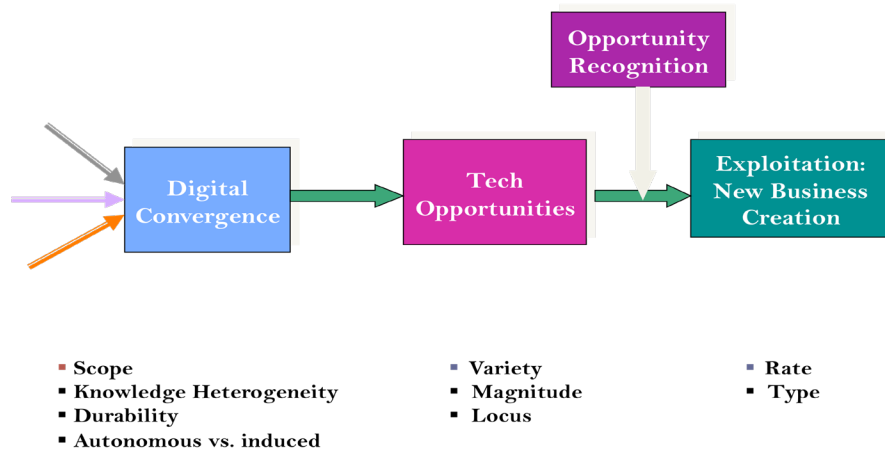 Opportunity
Recognition
Digital
Convergence
Tech
Opportunities
Exploitation:
New Business
Creation
▪ Scope
▪ Knowledge Heterogeneity
▪ Durability
▪ Autonomous vs. induced
▪ Variety
▪ Magnitude
▪ Locus
▪ Rate
▪ Type